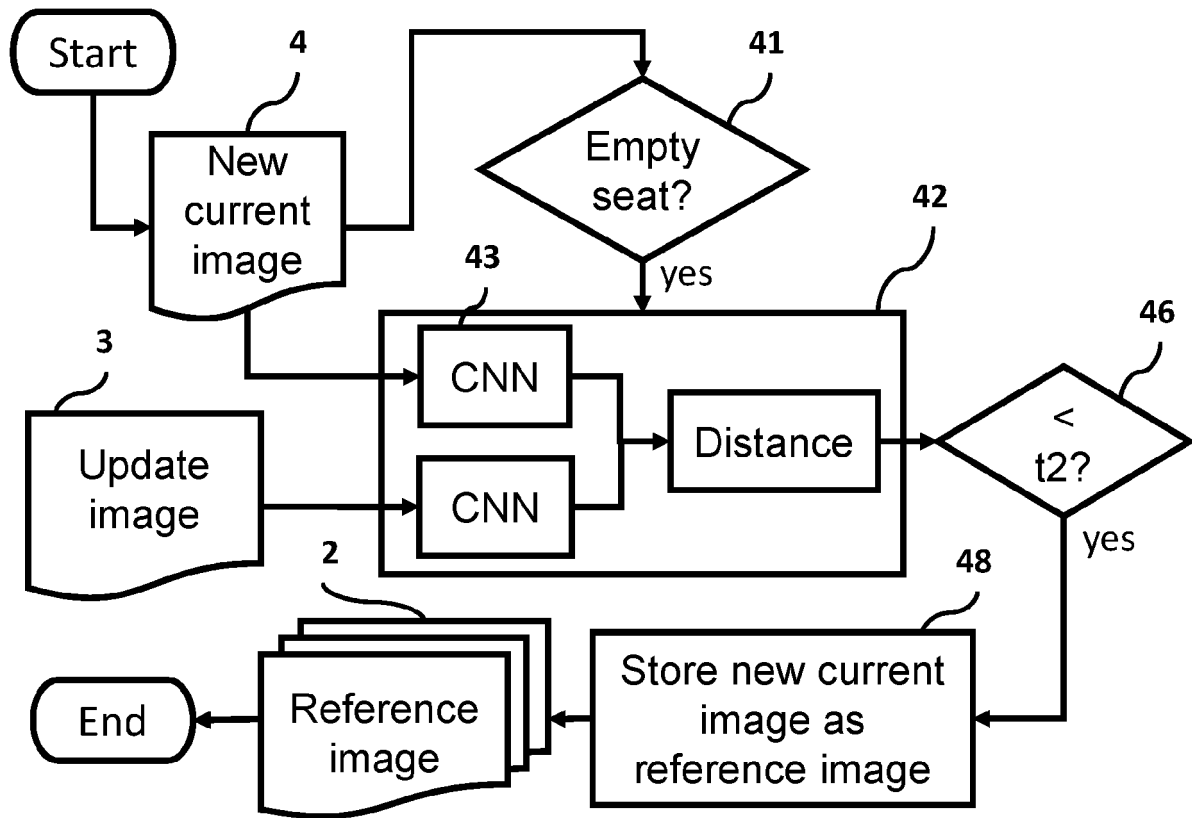 Start
4
41
New
current
image
Empty
seat?
42
yes
43
46
3
CNN
Update
image
Distance
<
t2?
CNN
yes
2
48
End
Reference
image
Store new current
image as
reference image